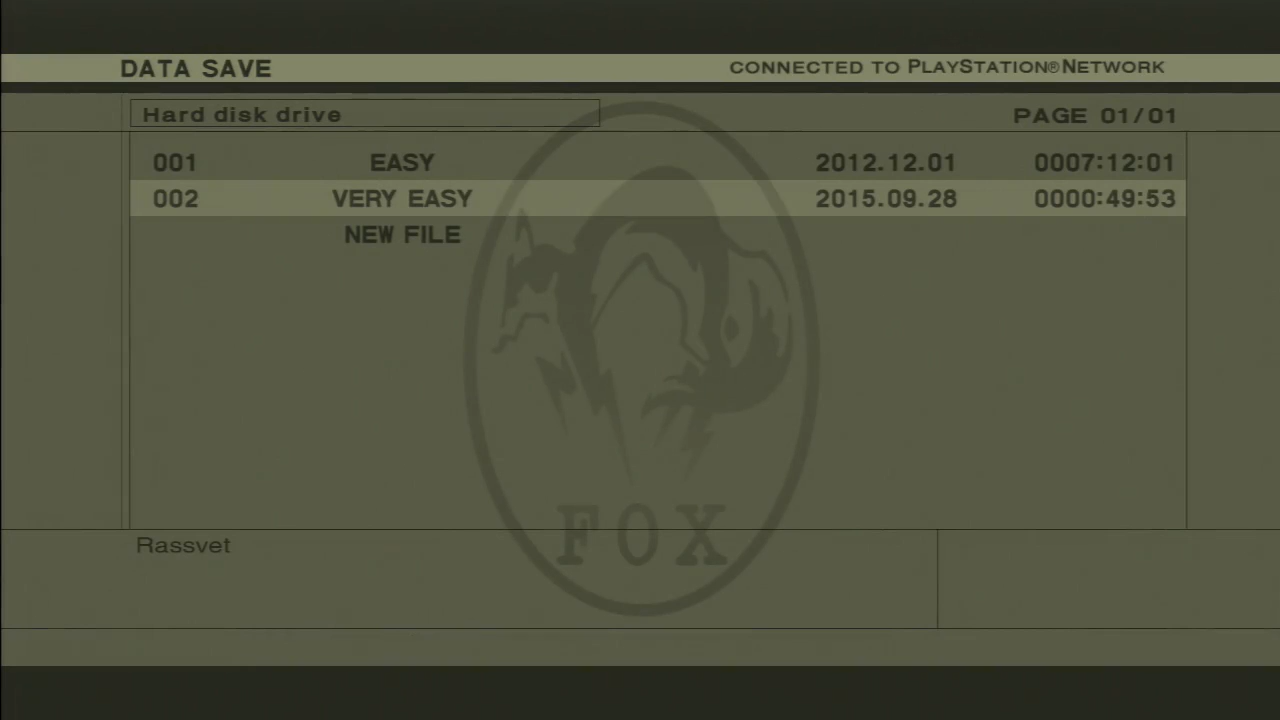 DATA SAVE CONNECTED TO PLAYSTATION®NETWORK
Hard disk drive PAGE 01/01
001 EASY 2012.12.01 0007:12:01
002 VERY EASY 2015.09.28 0000:49:53
NEW FILE
FOX
Rassvet